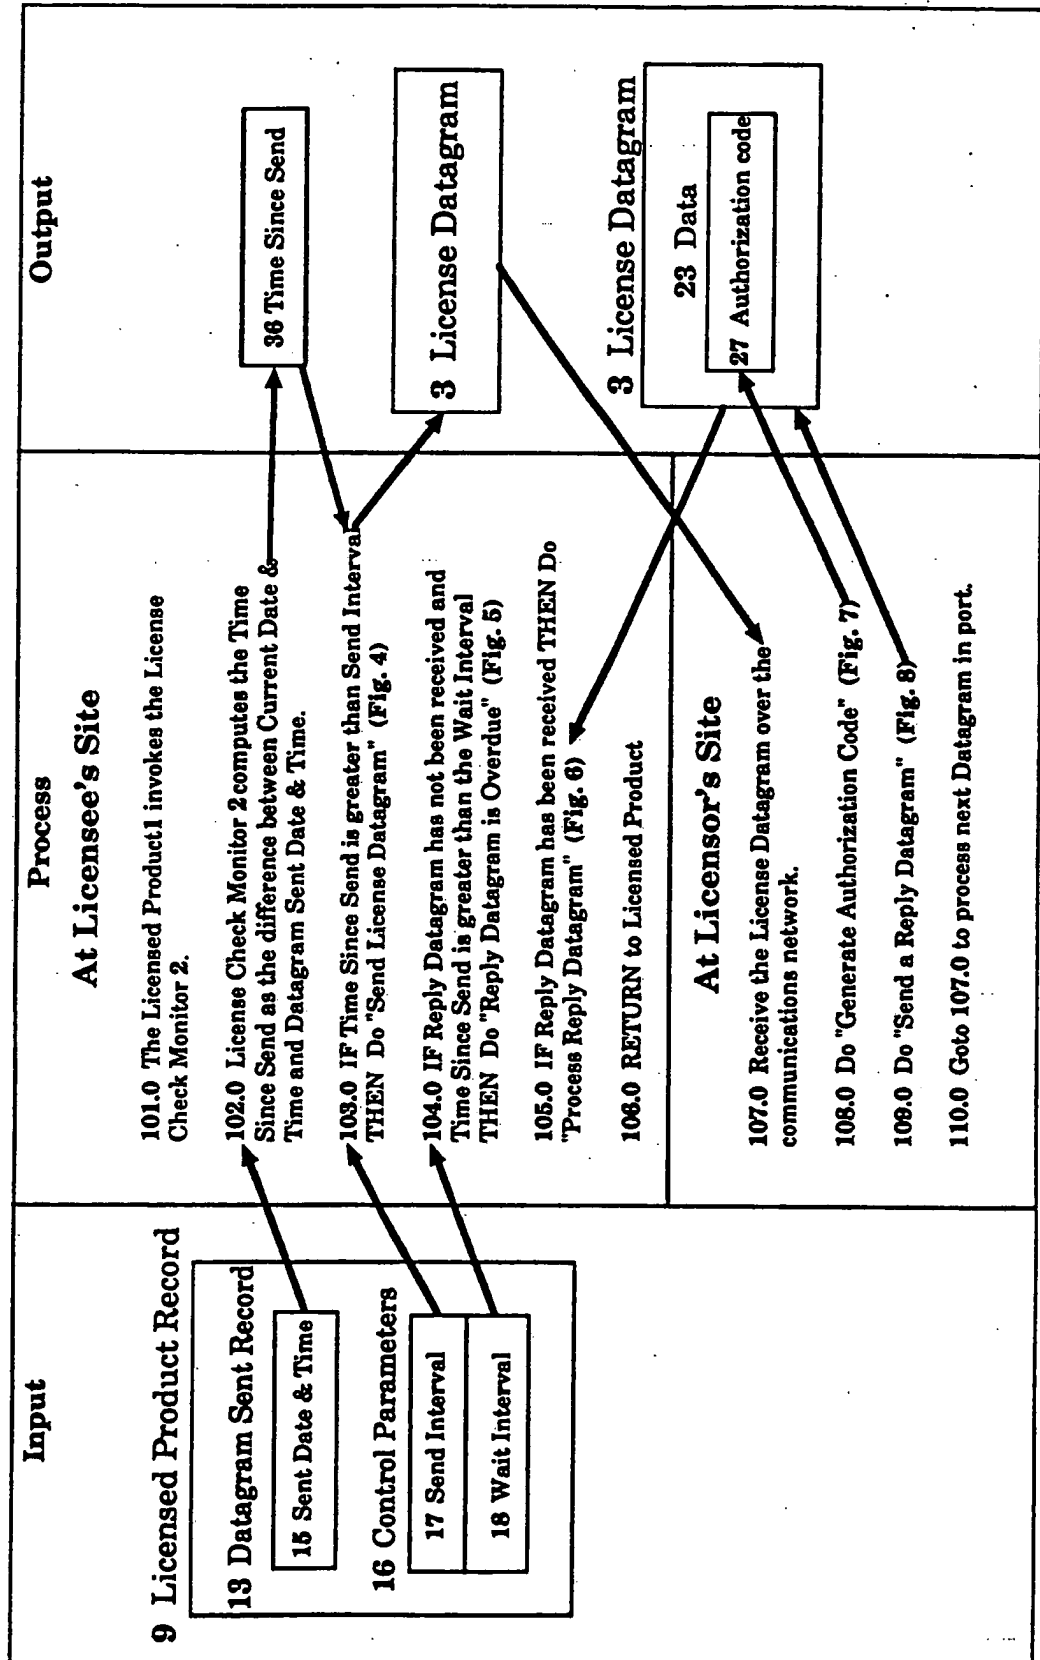 Input
9 Licensed Product Record
13 Datagram Sent Record
15 Sent Date & Time
16 Control Parameters
17 Send Interval
18 Wait Interval
Process
At Licensee's Site
101.0 The Licensed Product1 invokes the License
Check Monitor 2.
102.0 License Check Monitor 2 computes the Time
Since Send as the difference between Current Date &
Time and Datagram Sent Date & Time.
103.0 IF Time Since Send is greater than Send Interval
THEN Do "Send License Datagram" (Fig. 4)
104.0 IF Reply Datagram has not been received and
Time Since Send is greater than the Wait Interval
THEN Do "Reply Datagram is Overdue" (Fig. 5)
105.0 IF Reply Datagram has been received THEN Do
"Process Reply Datagram" (Fig. 6)
106.0 RETURN to Licensed Product
At Licensor's Site
107.0 Receive the License Datagram over the
communications network.
108.0 Do "Generate Authorization Code" (Fig. 7)
109.0 Do "Send a Reply Datagram" (Fig. 8)
110.0 Goto 107.0 to process next Datagram in port.
Output
36 Time Since Send
3 License Datagram
3 License Datagram
23 Data
27 Authorization code